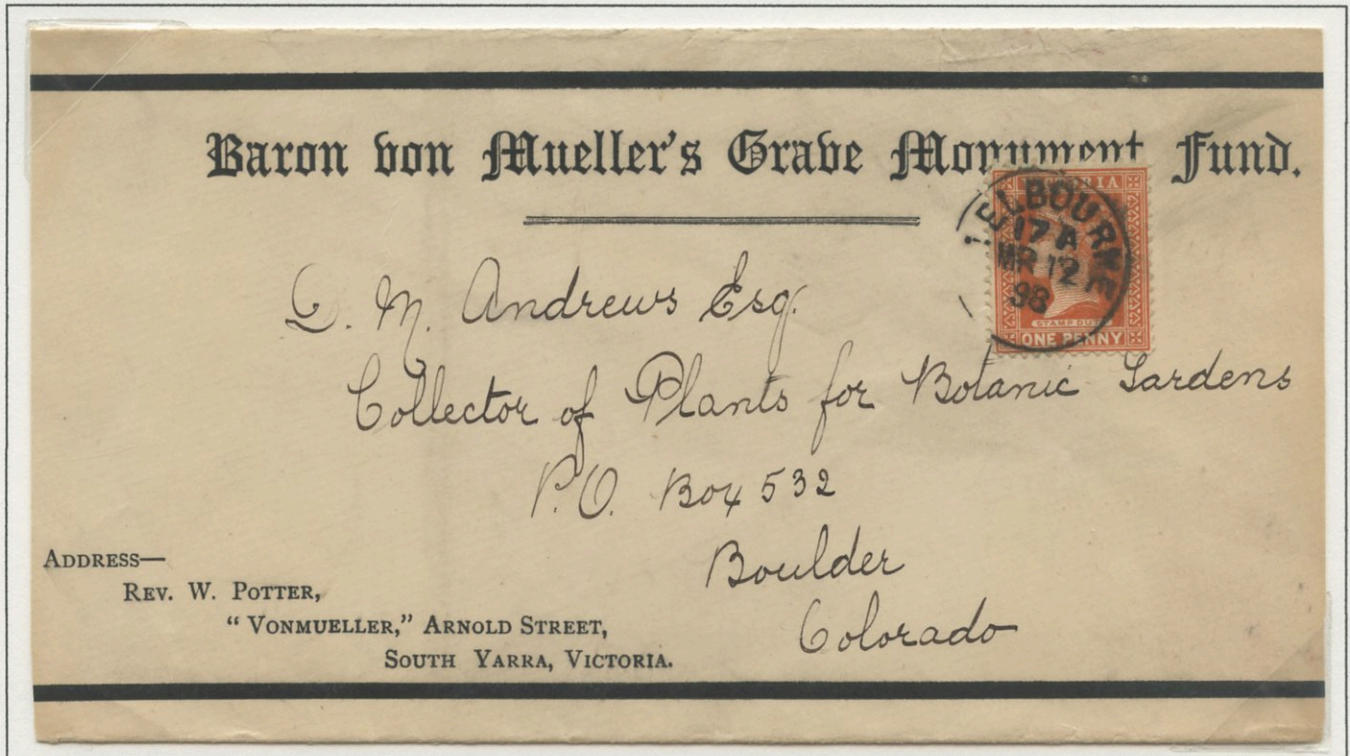 Baron von Mueller's Grave Monument Fund.
VICTORIA
MELBOURNE
17 A
MR 12
98
STAMP DUTY
ONE PENNY
D. M. Andrews Esq.
Collector of Plants for Botanic Gardens
P.O. Box 532
Boulder
Colorado
ADDRESS—
REV. W. POTTER,
"VONMUELLER," ARNOLD STREET,
SOUTH YARRA, VICTORIA.